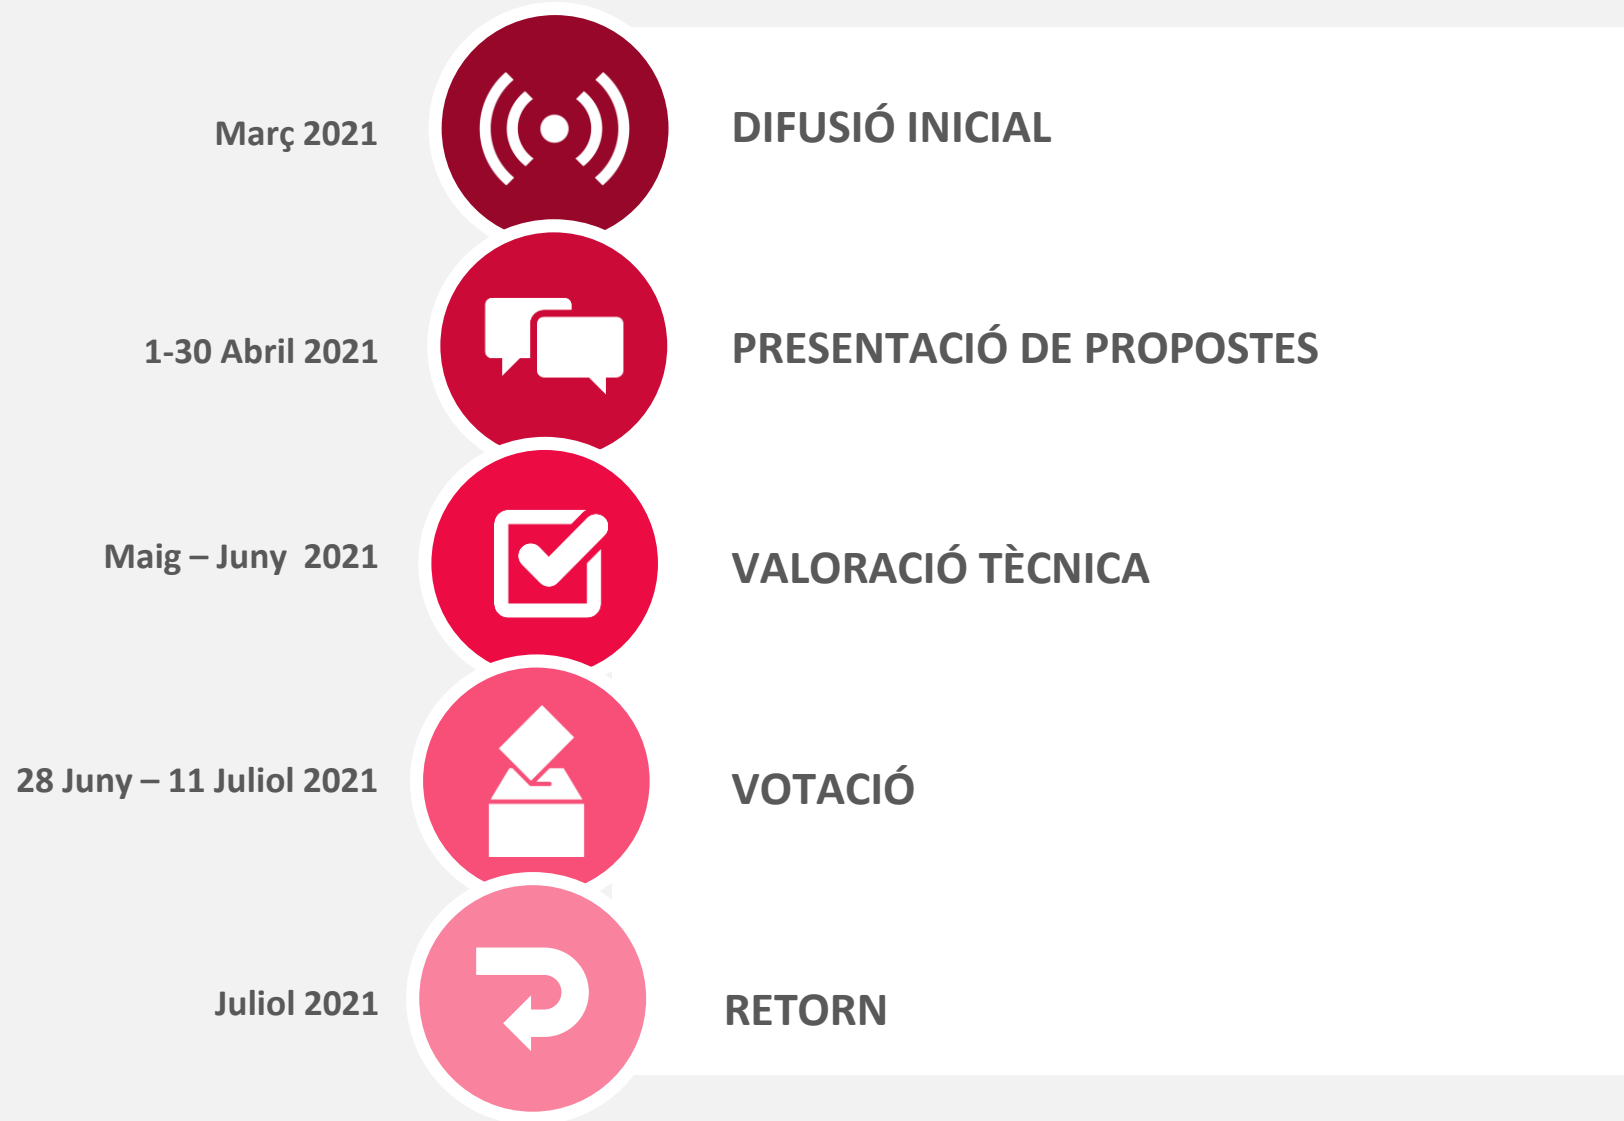 Març 2021
DIFUSIÓ INICIAL
1-30 Abril 2021
PRESENTACIÓ DE PROPOSTES
Maig – Juny  2021
VALORACIÓ TÈCNICA
28 Juny – 11 Juliol 2021
VOTACIÓ
Juliol 2021
RETORN